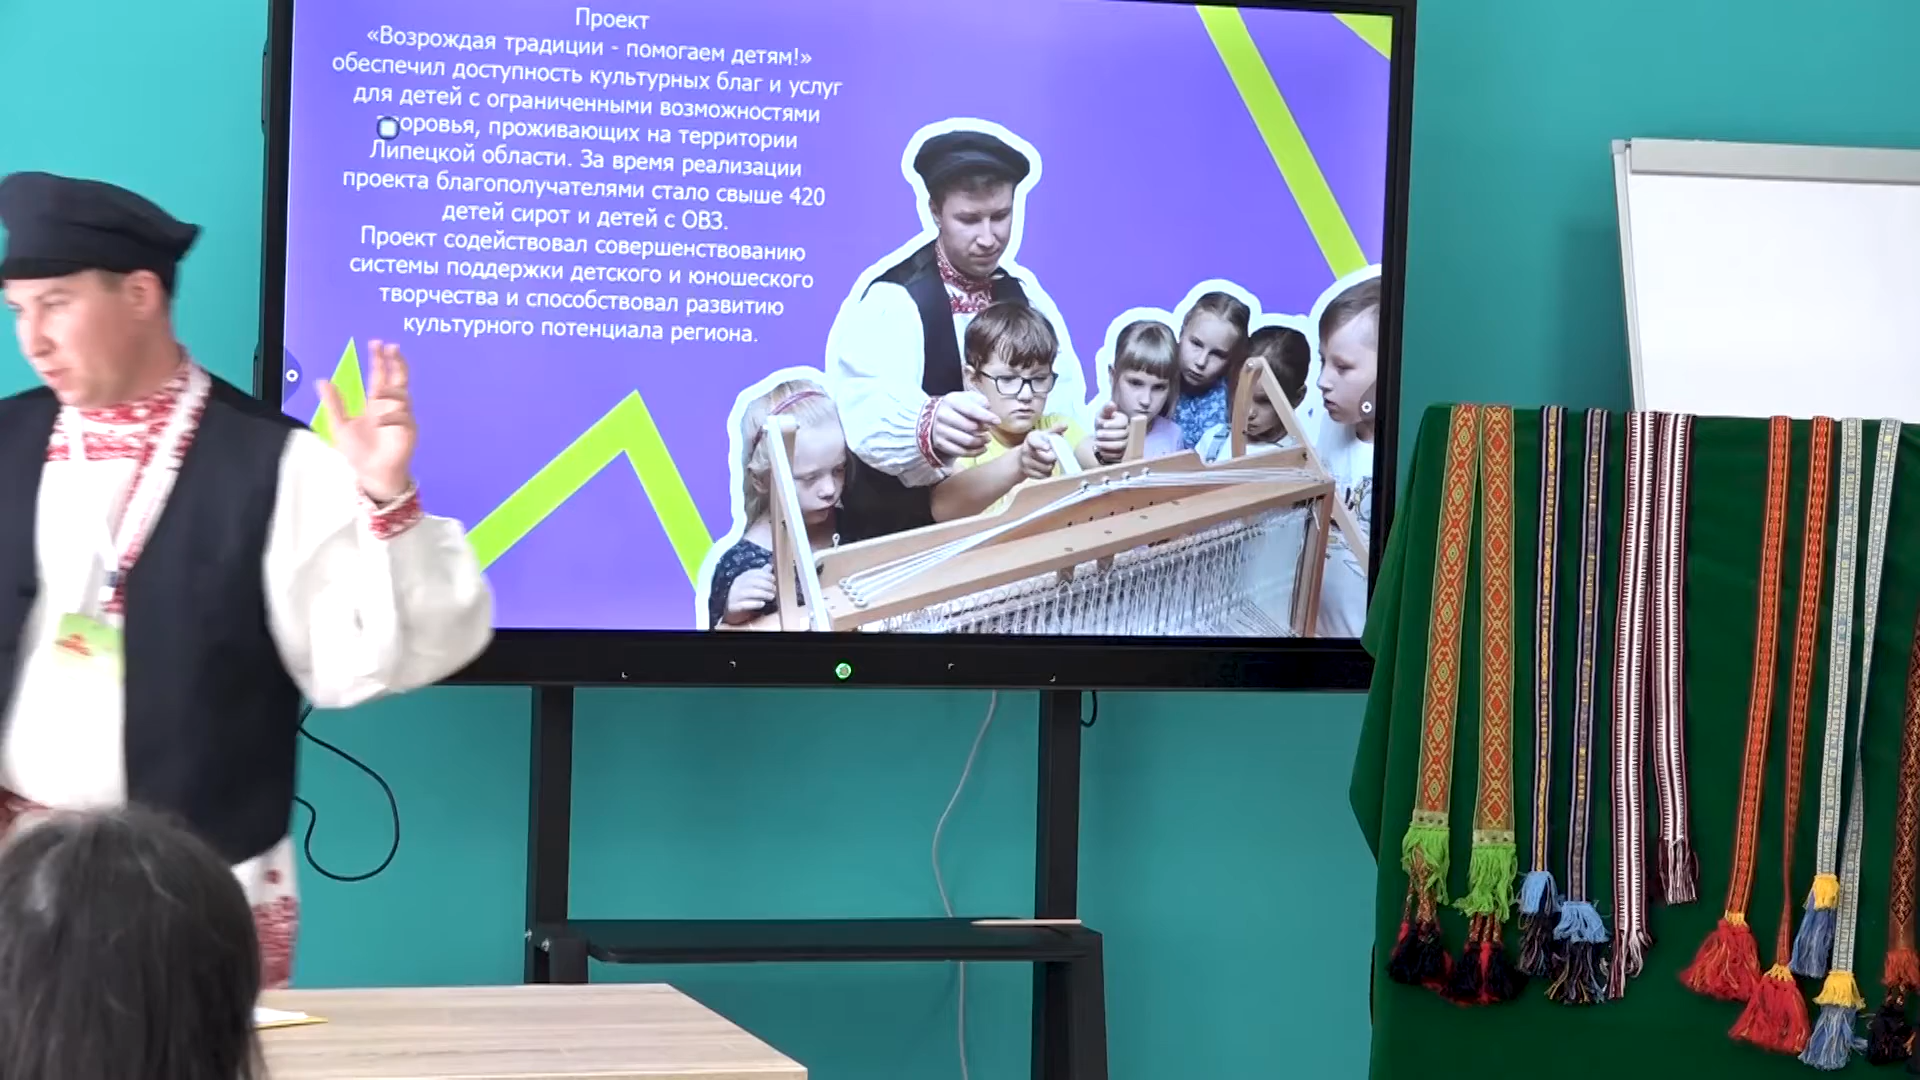 Проект
«Возрождая традиции - помогаем детям!»
обеспечил доступность культурных благ и услуг
для детей с ограниченными возможностями
здоровья, проживающих на территории
Липецкой области. За время реализации
проекта благополучателями стало свыше 420
детей сирот и детей с ОВЗ.
Проект содействовал совершенствованию
системы поддержки детского и юношеского
творчества и способствовал развитию
культурного потенциала региона.